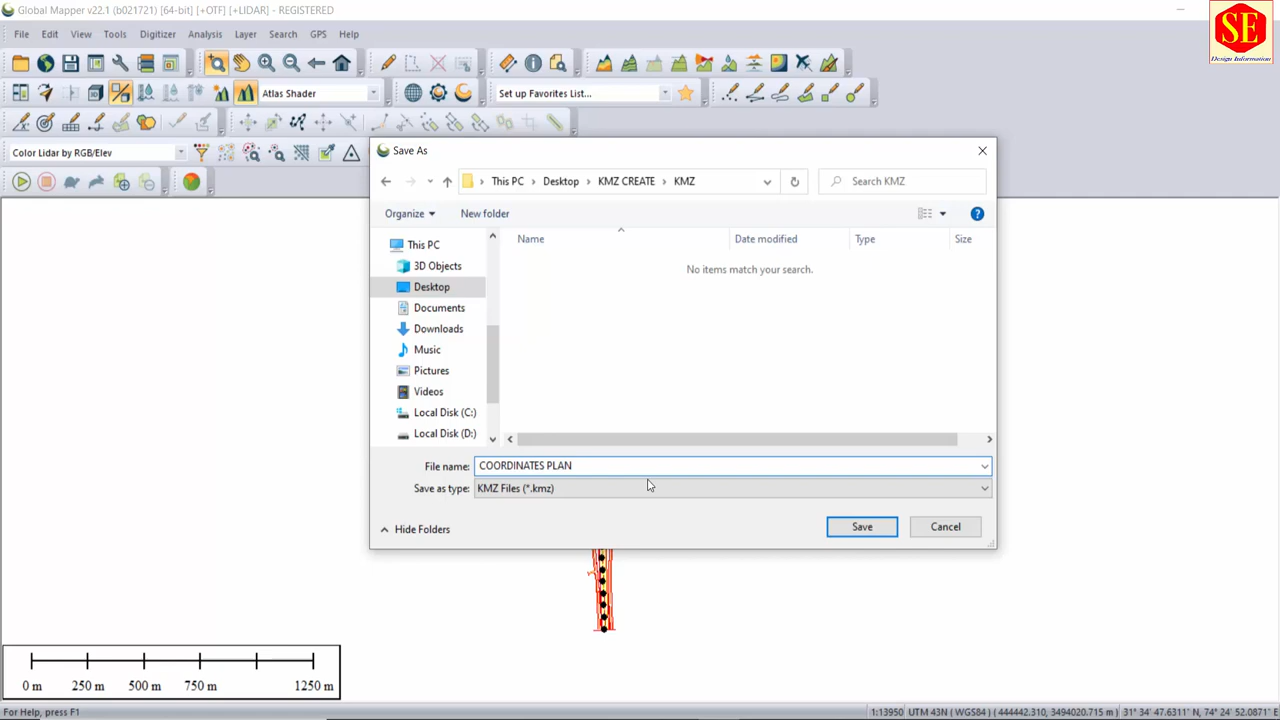 Global Mapper v22.1 (b021721) [64-bit] [+OTF] [+LIDAR] - REGISTERED
SE
Design Information
File Edit View Tools Digitizer Analysis Layer Search GPS Help
Atlas Shader
Set up Favorites List...
Color Lidar by RGB/Elev
Save As
This PC > Desktop > KMZ CREATE > KMZ
Search KMZ
Organize
New folder
Name Date modified Type Size
No items match your search.
This PC
3D Objects
Desktop
Documents
Downloads
Music
Pictures
Videos
Local Disk (C:)
Local Disk (D:)
File name: COORDINATES PLAN
Save as type: KMZ Files (*.kmz)
Hide Folders
Save
Cancel
0 m 250 m 500 m 750 m 1250 m
For Help, press F1
1:13950 UTM 43N ( WGS84 ) ( 444442.310, 3494020.715 m ) 31° 34' 47.6311" N, 74° 24' 52.0871" E